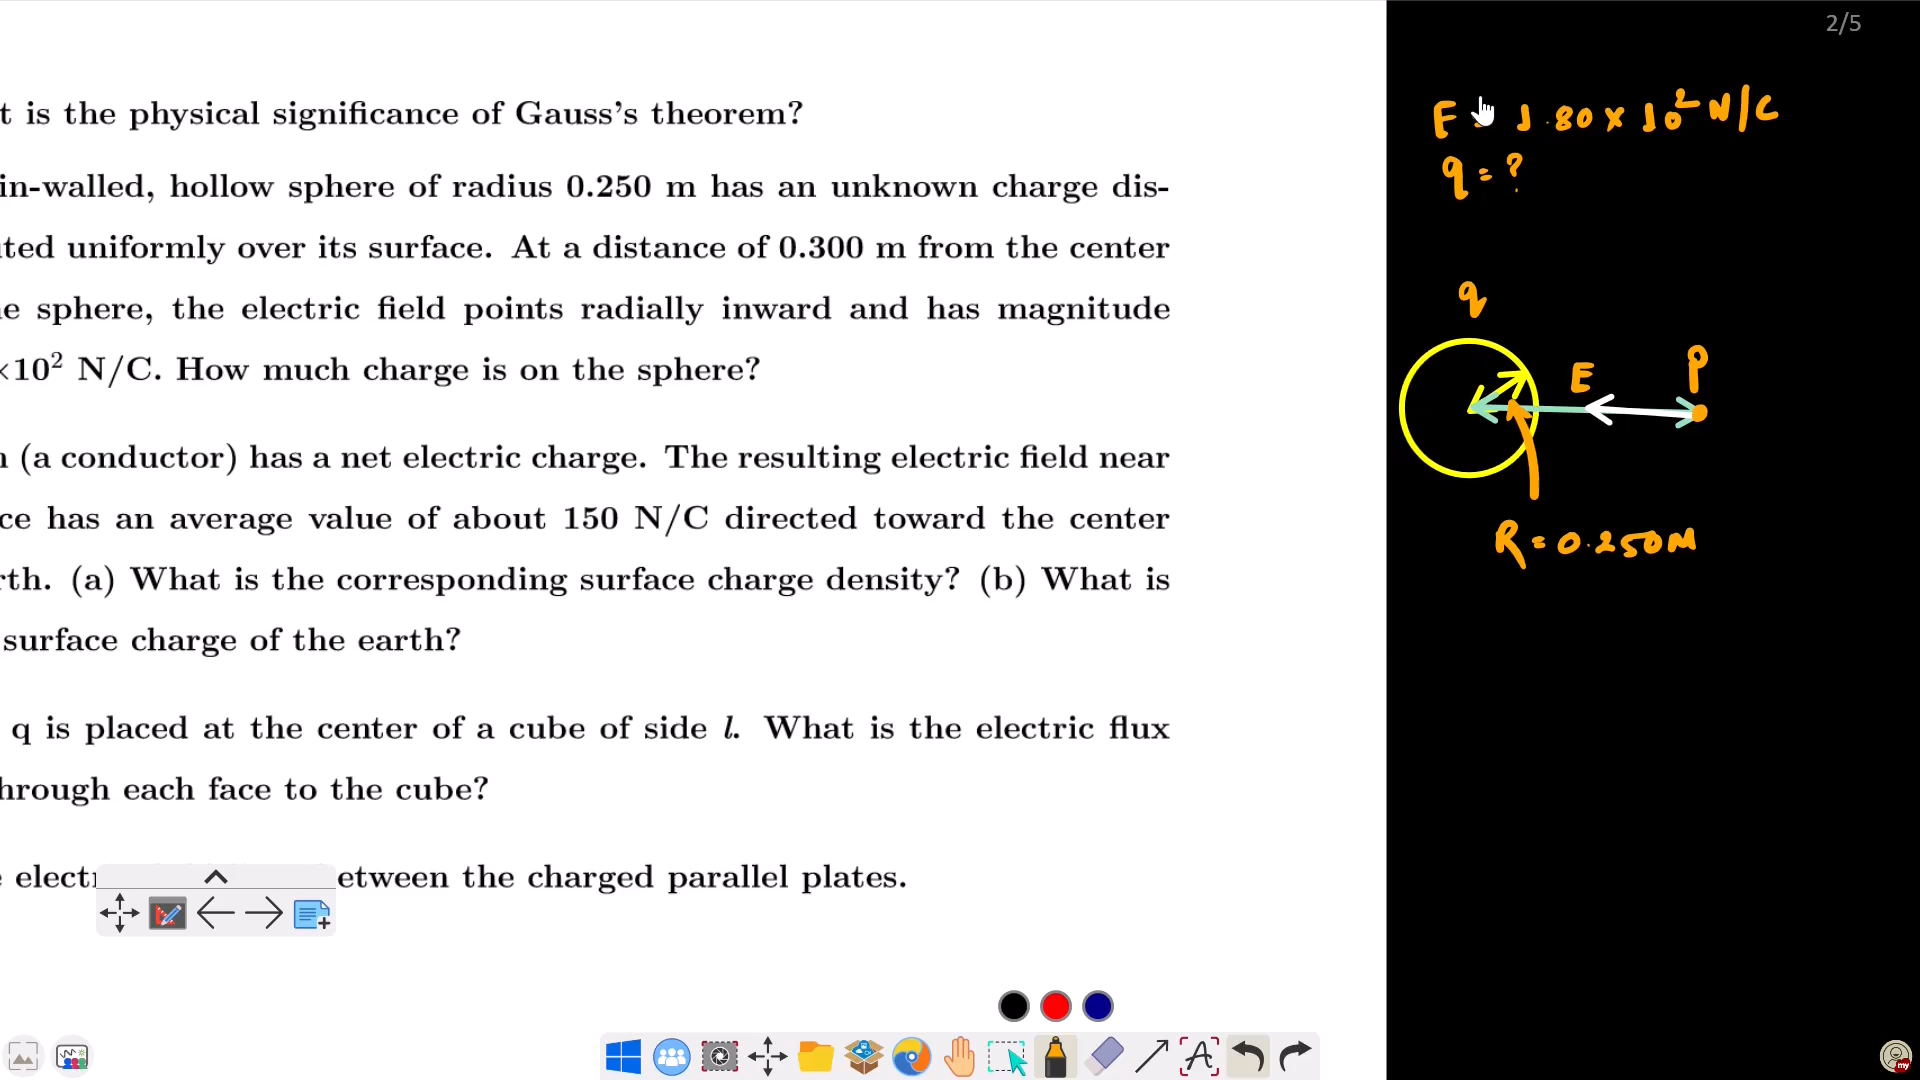 t is the physical significance of Gauss's theorem?
in-walled, hollow sphere of radius 0.250 m has an unknown charge dis-
ted uniformly over its surface. At a distance of 0.300 m from the center
e sphere, the electric field points radially inward and has magnitude
×10² N/C. How much charge is on the sphere?
(a conductor) has a net electric charge. The resulting electric field near
ce has an average value of about 150 N/C directed toward the center
rth. (a) What is the corresponding surface charge density? (b) What is
surface charge of the earth?
q is placed at the center of a cube of side l. What is the electric flux
hrough each face to the cube?
elect etween the charged parallel plates.
2/5
1.80 × 10² N/C
q = ?
q
E
P
R = 0.250M
my